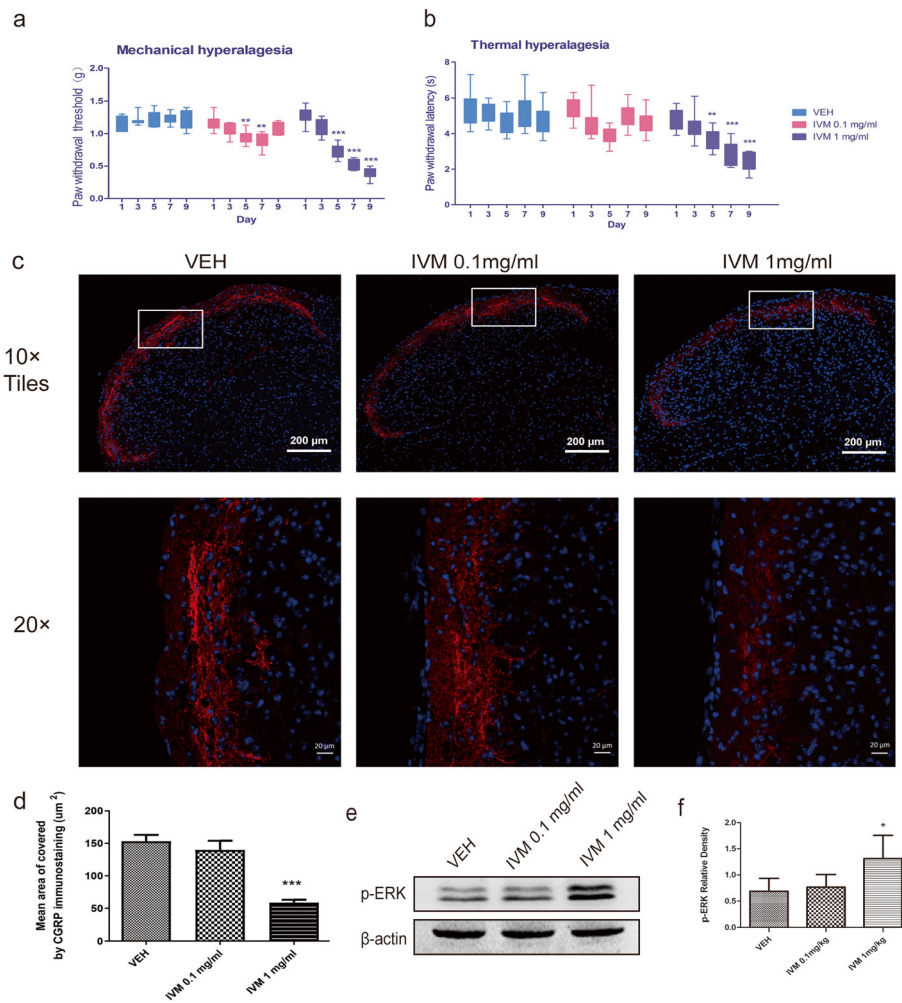 a
Mechanical hyperalagesia
Paw withdrawal threshold (g)
2.0
1.5
1.0
0.5
0.0
** ** *** *** ***
1 3 5 7 9 1 3 5 7 9 1 3 5 7 9
Day
b
Thermal hyperalagesia
Paw withdrawal latency (s)
8
6
4
2
0
** *** ***
1 3 5 7 9 1 3 5 7 9 1 3 5 7 9
Day
VEH
IVM 0.1 mg/ml
IVM 1 mg/ml
c
VEH
IVM 0.1mg/ml
IVM 1mg/ml
10×
Tiles
200 µm
200 µm
200 µm
20×
20 µm
20 µm
20 µm
d
Mean area of covered
by CGRP immunostaining (um 2)
200
150
100
50
0
***
VEH
IVM 0.1 mg/ml
IVM 1 mg/ml
e
VEH
IVM 0.1 mg/ml
IVM 1 mg/ml
p-ERK
β-actin
f
p-ERK Relative Density
2.0
1.5
1.0
0.5
0.0
*
VEH
IVM 0.1mg/kg
IVM 1mg/kg